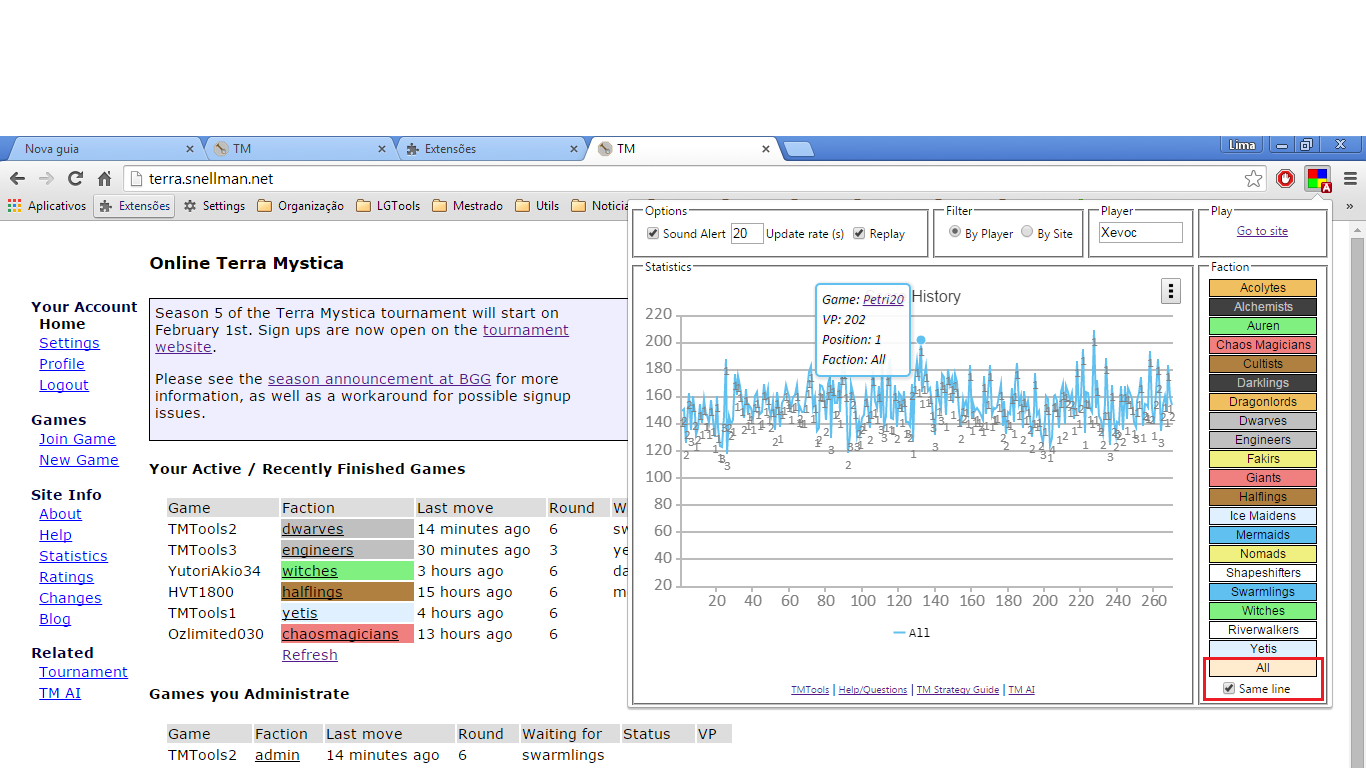 Nova guia
TM
Extensões
TM
Lima
terra.snellman.net
A
Aplicativos Extensões Settings Organização LGTools Mestrado Utils »
Options
Sound Alert 20 Update rate (s) Replay
Filter
By Player By Site
Player
Xevoc
Play
Go to site
Online Terra Mystica
Your Account
Home
Settings
Profile
Logout
Games
Join Game
New Game
Site Info
About
Help
Statistics
Ratings
Changes
Blog
Related
Tournament
TM AI
Season 5 of the Terra Mystica tournament will start on
February 1st. Sign ups are now open on the tournament
website.
Please see the season announcement at BGG for more
information, as well as a workaround for possible signup
issues.
Your Active / Recently Finished Games
Game Faction Last move Round
TMTools2 dwarves 14 minutes ago 6
TMTools3 engineers 30 minutes ago 3
YutoriAkio34 witches 3 hours ago 6
HVT1800 halflings 15 hours ago 6
TMTools1 yetis 4 hours ago 6
Ozlimited030 chaosmagicians 13 hours ago 6
Refresh
Games you Administrate
Game Faction Last move Round Waiting for Status VP
TMTools2 admin 14 minutes ago 6 swarmlings
Statistics
History
Game: Petri20
VP: 202
Position: 1
Faction: All
220
200
180
160
140
120
100
80
60
40
20
20 40 60 80 100 120 140 160 180 200 220 240 260
All
TMTools | Help/Questions | TM Strategy Guide | TM AI
Faction
Acolytes
Alchemists
Auren
Chaos Magicians
Cultists
Darklings
Dragonlords
Dwarves
Engineers
Fakirs
Giants
Halflings
Ice Maidens
Mermaids
Nomads
Shapeshifters
Swarmlings
Witches
Riverwalkers
Yetis
All
Same line